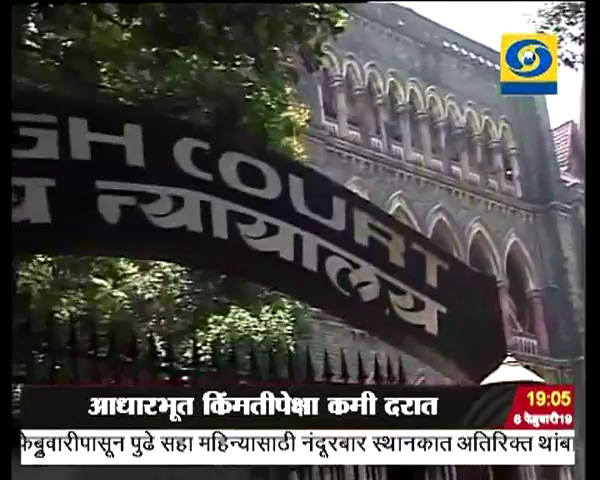 GH COURT
य न्यायालय
आधारभूत किंमतीपेक्षा कमी दरात
19:05
6 फेब्रुवारी19
फेब्रुवारीपासून पुढे सहा महिन्यासाठी नंदूरबार स्थानकात अतिरिक्त थांब